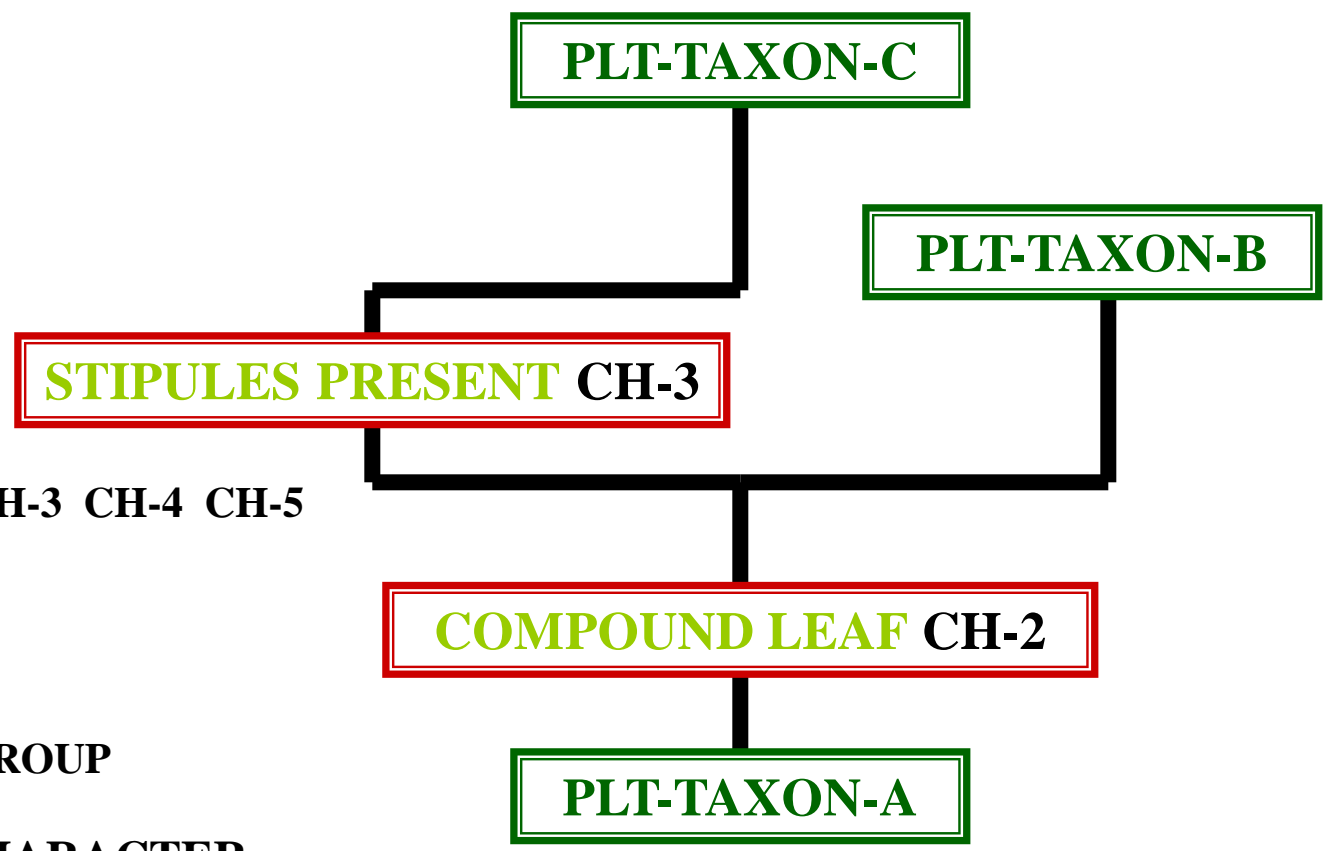 PLT-TAXON-C
PLT-TAXON-B
STIPULES PRESENT CH-3
H-3 CH-4 CH-5
COMPOUND LEAF CH-2
ROUP
PLT-TAXON-A
HARACTER